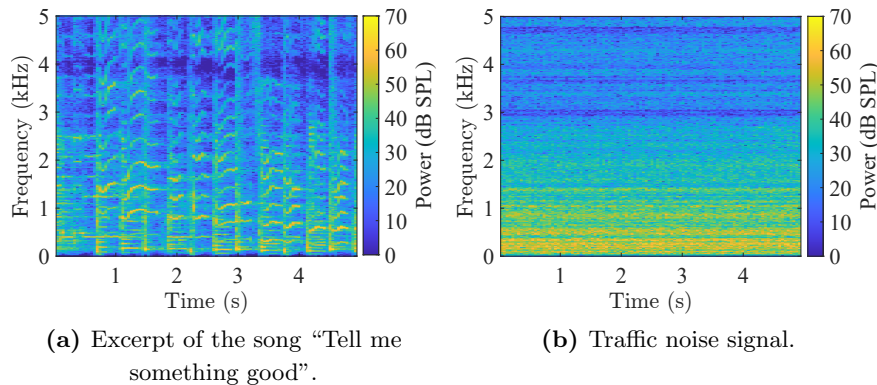 5
4
3
2
1
0
Frequency (kHz)
1 2 3 4
Time (s)
70
60
50
40
30
20
10
0
Power (dB SPL)
(a) Excerpt of the song “Tell me
something good”.
5
4
3
2
1
0
Frequency (kHz)
1 2 3 4
Time (s)
70
60
50
40
30
20
10
0
Power (dB SPL)
(b) Traffic noise signal.